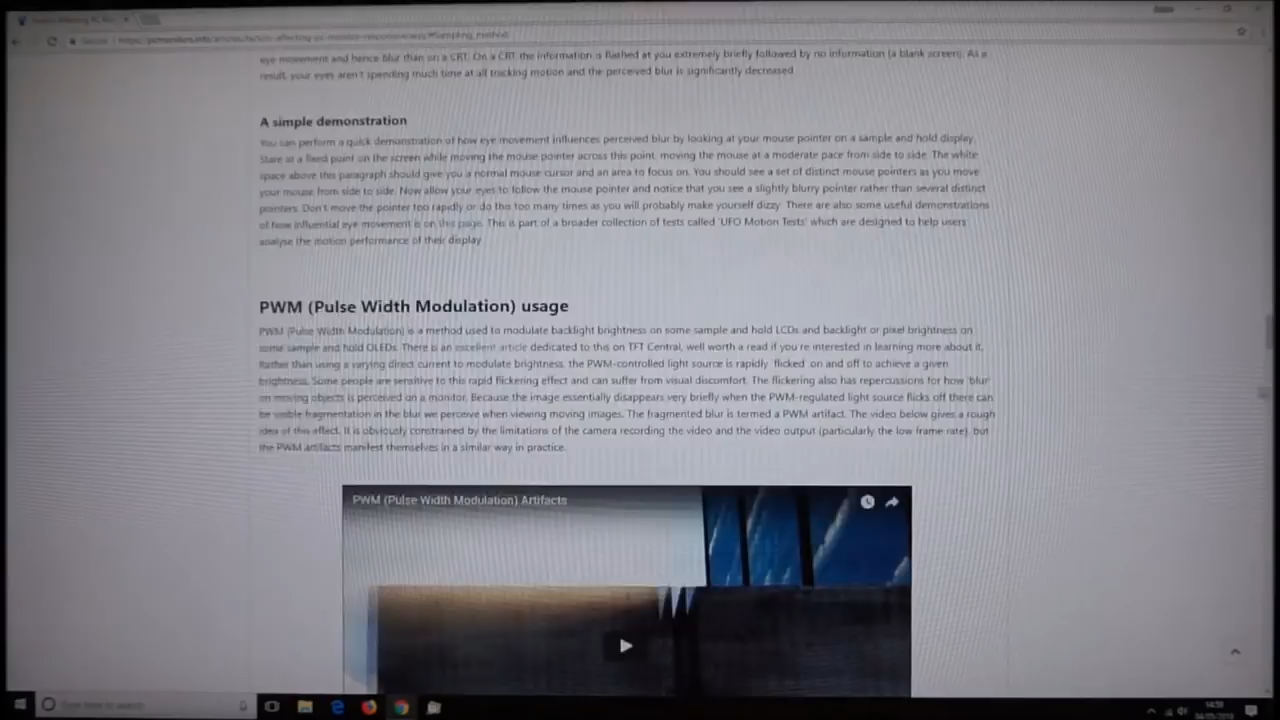 eye movement and hence blur than on a CRT. On a CRT the information is flashed at you extremely briefly followed by no information (a blank screen). As a
result, your eyes aren't spending much time at all tracking motion and the perceived blur is significantly decreased.
A simple demonstration
You can perform a quick demonstration of how eye movement influences perceived blur by looking at your mouse pointer on a sample and hold display.
Stare at a fixed point on the screen while moving the mouse pointer across this point, moving the mouse at a moderate pace from side to side. The white
space above this paragraph should give you a normal mouse cursor and an area to focus on. You should see a set of distinct mouse pointers as you move
your mouse from side to side. Now allow your eyes to follow the mouse pointer and notice that you see a slightly blurry pointer rather than several distinct
pointers. Don't move the pointer too rapidly or do this too many times as you will probably make yourself dizzy. There are also some useful demonstrations
of how influential eye movement is on this page. This is part of a broader collection of tests called 'UFO Motion Tests' which are designed to help users
analyse the motion performance of their display.
PWM (Pulse Width Modulation) usage
PWM (Pulse Width Modulation) is a method used to modulate backlight brightness on some sample and hold LCDs and backlight or pixel brightness on
some sample and hold OLEDs. There is an excellent article dedicated to this on TFT Central, well worth a read if you're interested in learning more about it.
Rather than using a varying direct current to modulate brightness, the PWM-controlled light source is rapidly 'flicked' on and off to achieve a given
brightness. Some people are sensitive to this rapid flickering effect and can suffer from visual discomfort. The flickering also has repercussions for how 'blur'
on moving objects is perceived on a monitor. Because the image essentially disappears very briefly when the PWM-regulated light source flicks off there can
be visible fragmentation in the blur we perceive when viewing moving images. The fragmented blur is termed a PWM artifact. The video below gives a rough
idea of this effect. It is obviously constrained by the limitations of the camera recording the video and the video output (particularly the low frame rate), but
the PWM artifacts manifest themselves in a similar way in practice.
PWM (Pulse Width Modulation) Artifacts
Type here to search
14:59